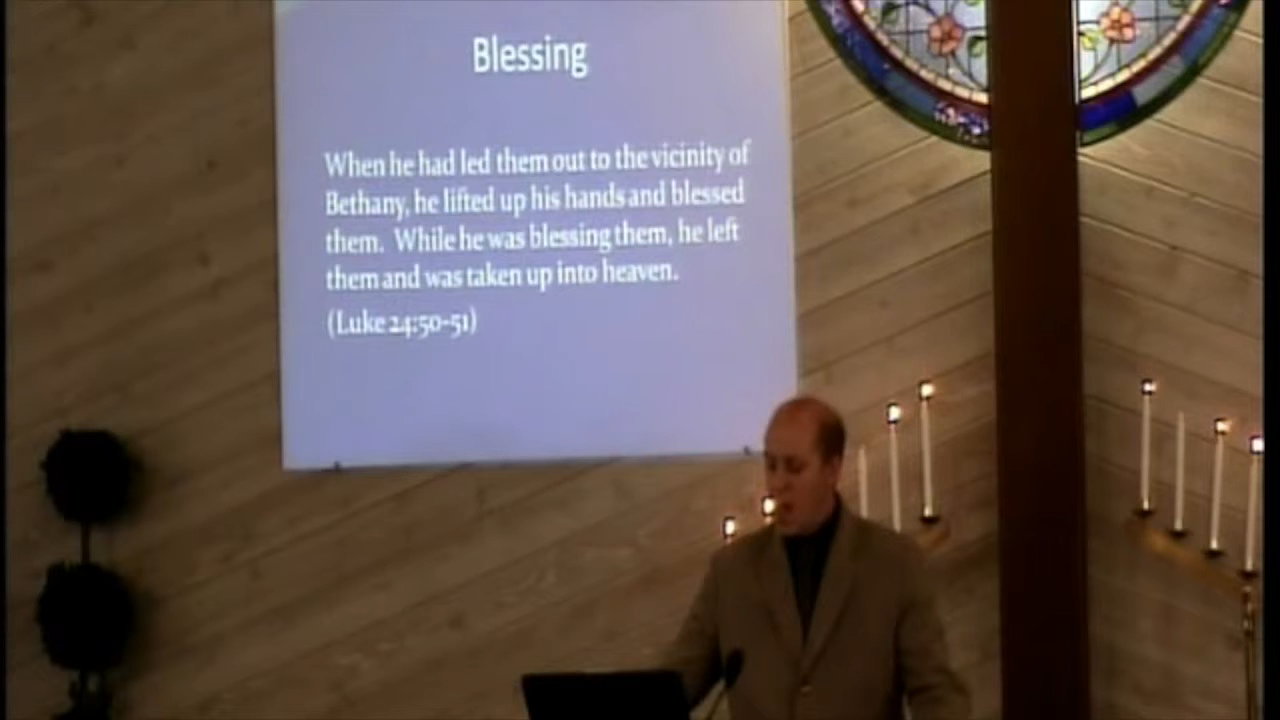 Blessing
When he had led them out to the vicinity of
Bethany, he lifted up his hands and blessed
them. While he was blessing them, he left
them and was taken up into heaven.
(Luke 24:50-51)